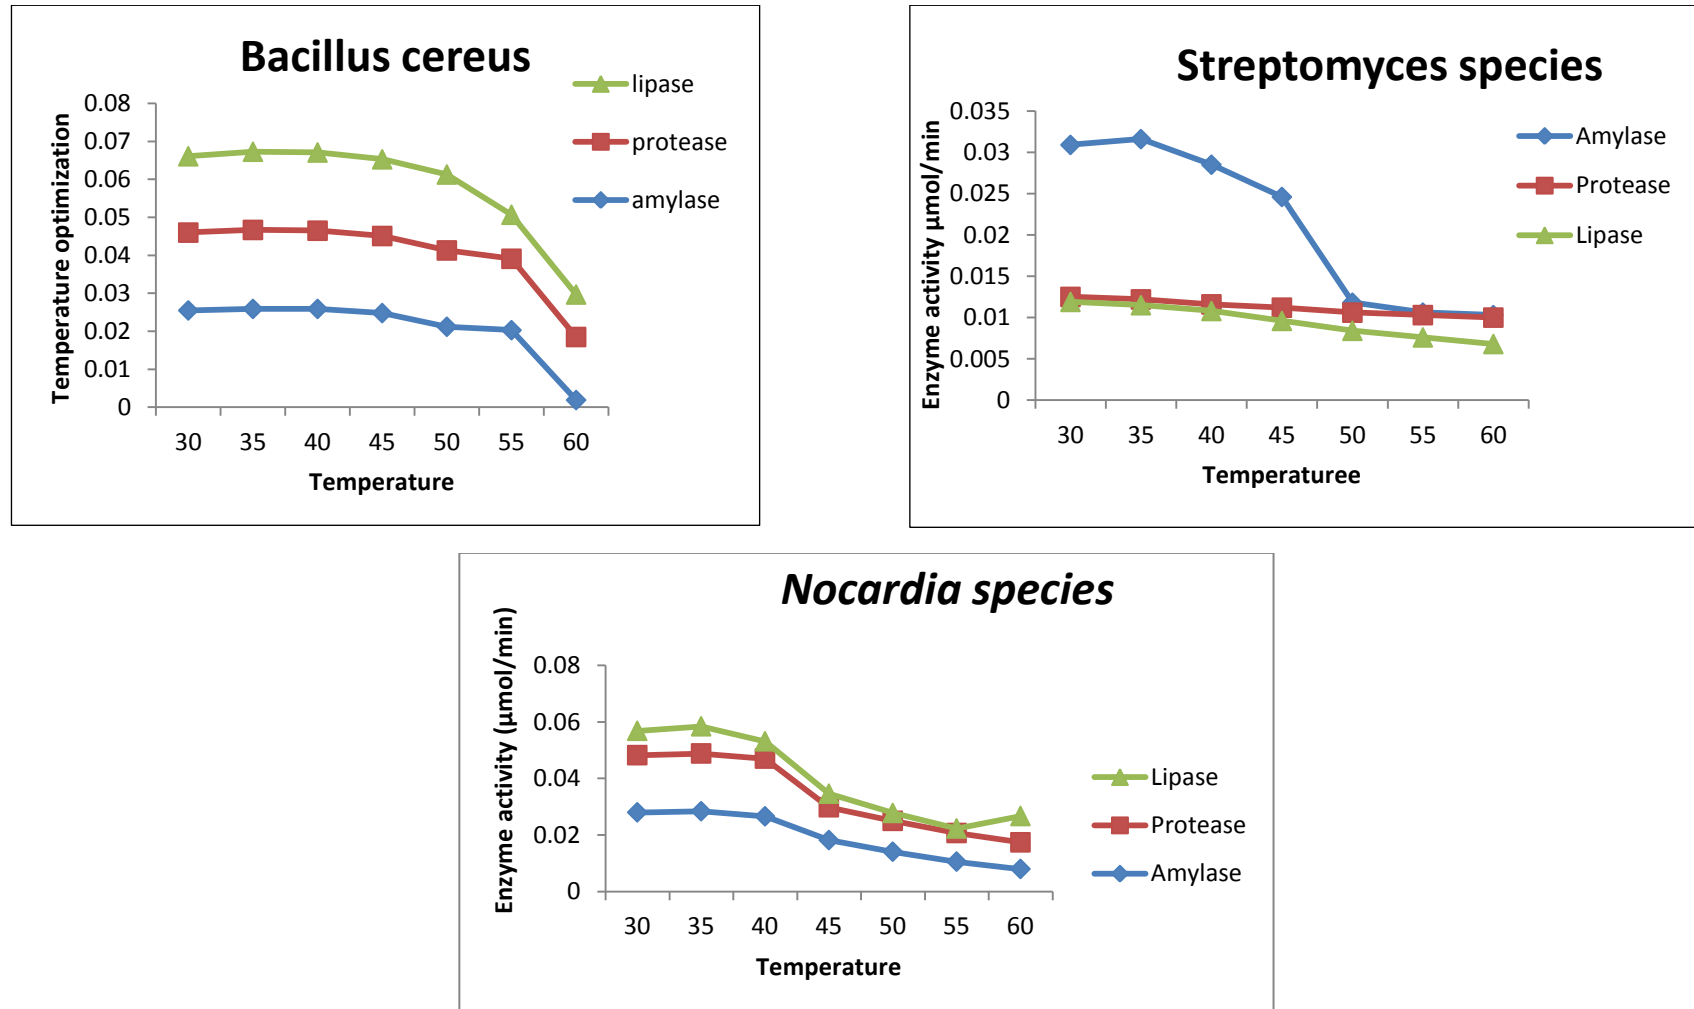 Bacillus cereus
lipase
protease
amylase
Temperature optimization
0.08
0.07
0.06
0.05
0.04
0.03
0.02
0.01
0
30 35 40 45 50 55 60
Temperature
Streptomyces species
Amylase
Protease
Lipase
Enzyme activity µmol/min
0.035
0.03
0.025
0.02
0.015
0.01
0.005
0
30 35 40 45 50 55 60
Temperaturee
Nocardia species
Enzyme activity (µmol/min)
0.08
0.06
0.04
0.02
0
Lipase
Protease
Amylase
30 35 40 45 50 55 60
Temperature